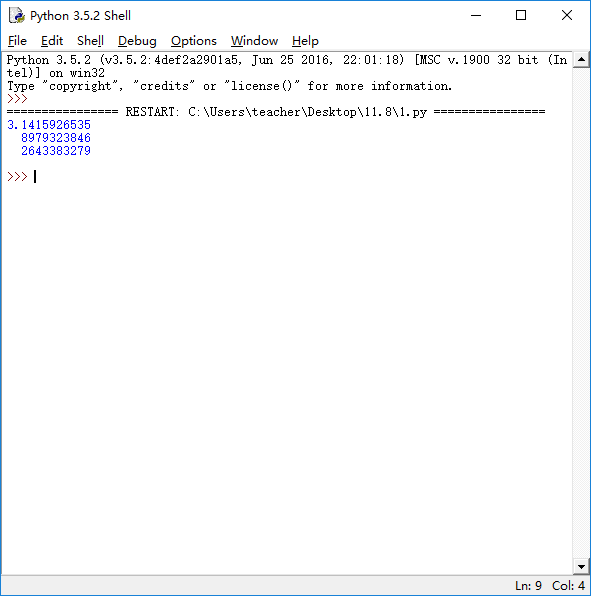 Python 3.5.2 Shell
File Edit Shell Debug Options Window Help
Python 3.5.2 (v3.5.2:4def2a2901a5, Jun 25 2016, 22:01:18) [MSC v.1900 32 bit (In
tel)] on win32
Type "copyright", "credits" or "license()" for more information.
>>>
================ RESTART: C:\Users\teacher\Desktop\11.8\1.py ================
3.1415926535
  8979323846
  2643383279
>>>
Ln: 9 Col: 4